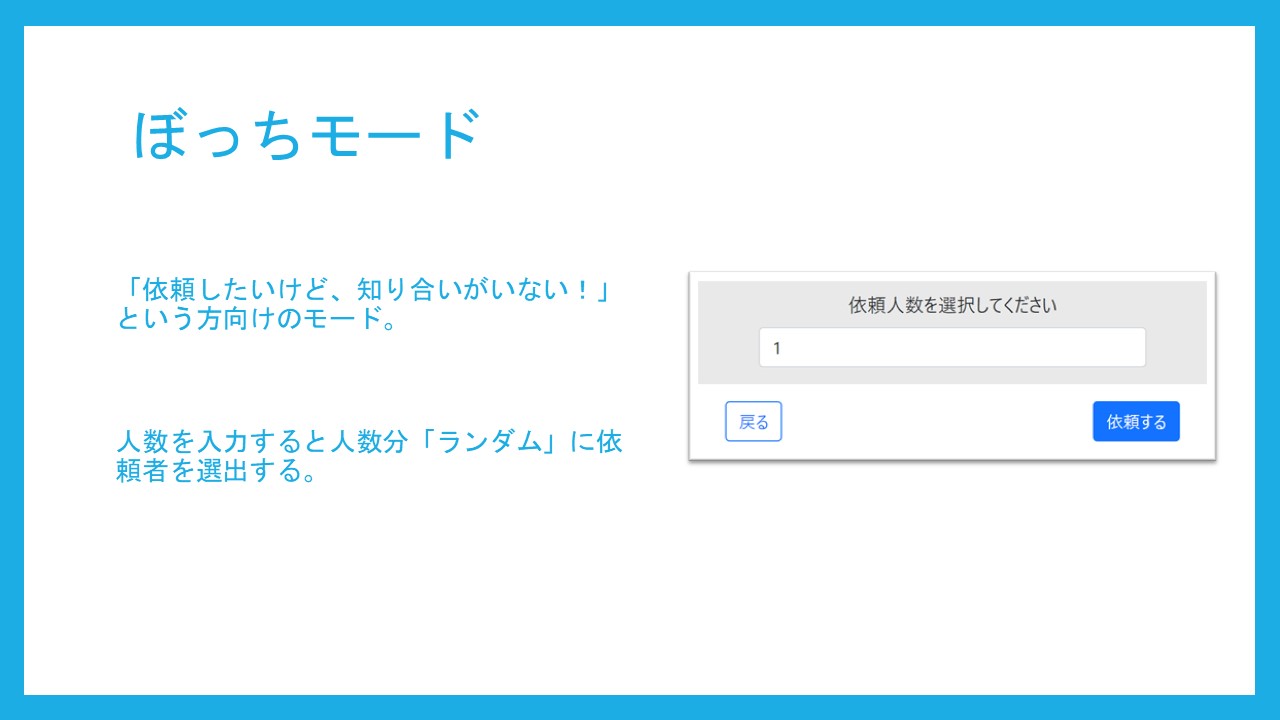 ぼっちモード
「依頼したいけど、知り合いがいない！」
という方向けのモード。
人数を入力すると人数分「ランダム」に依
頼者を選出する。
依頼人数を選択してください
1
戻る
依頼する